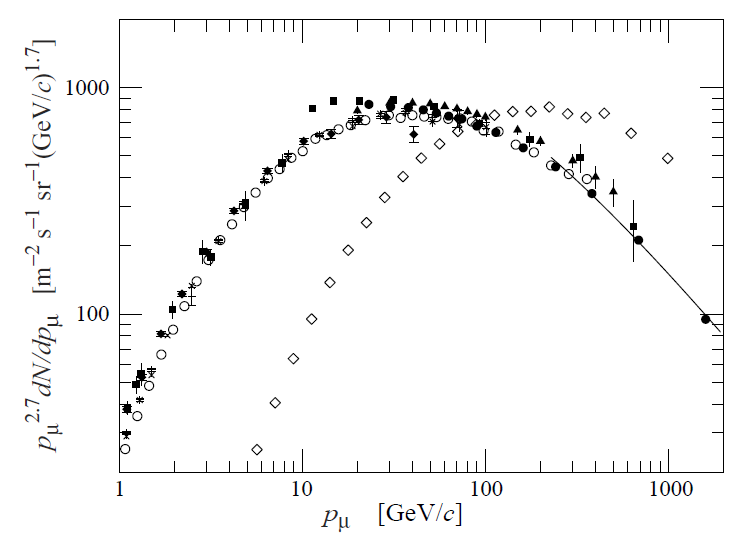 1000
100
p_μ^2.7 dN/dp_μ [m^−2 s^−1 sr^−1(GeV/c)^1.7]
1 10 100 1000
p_μ [GeV/c]